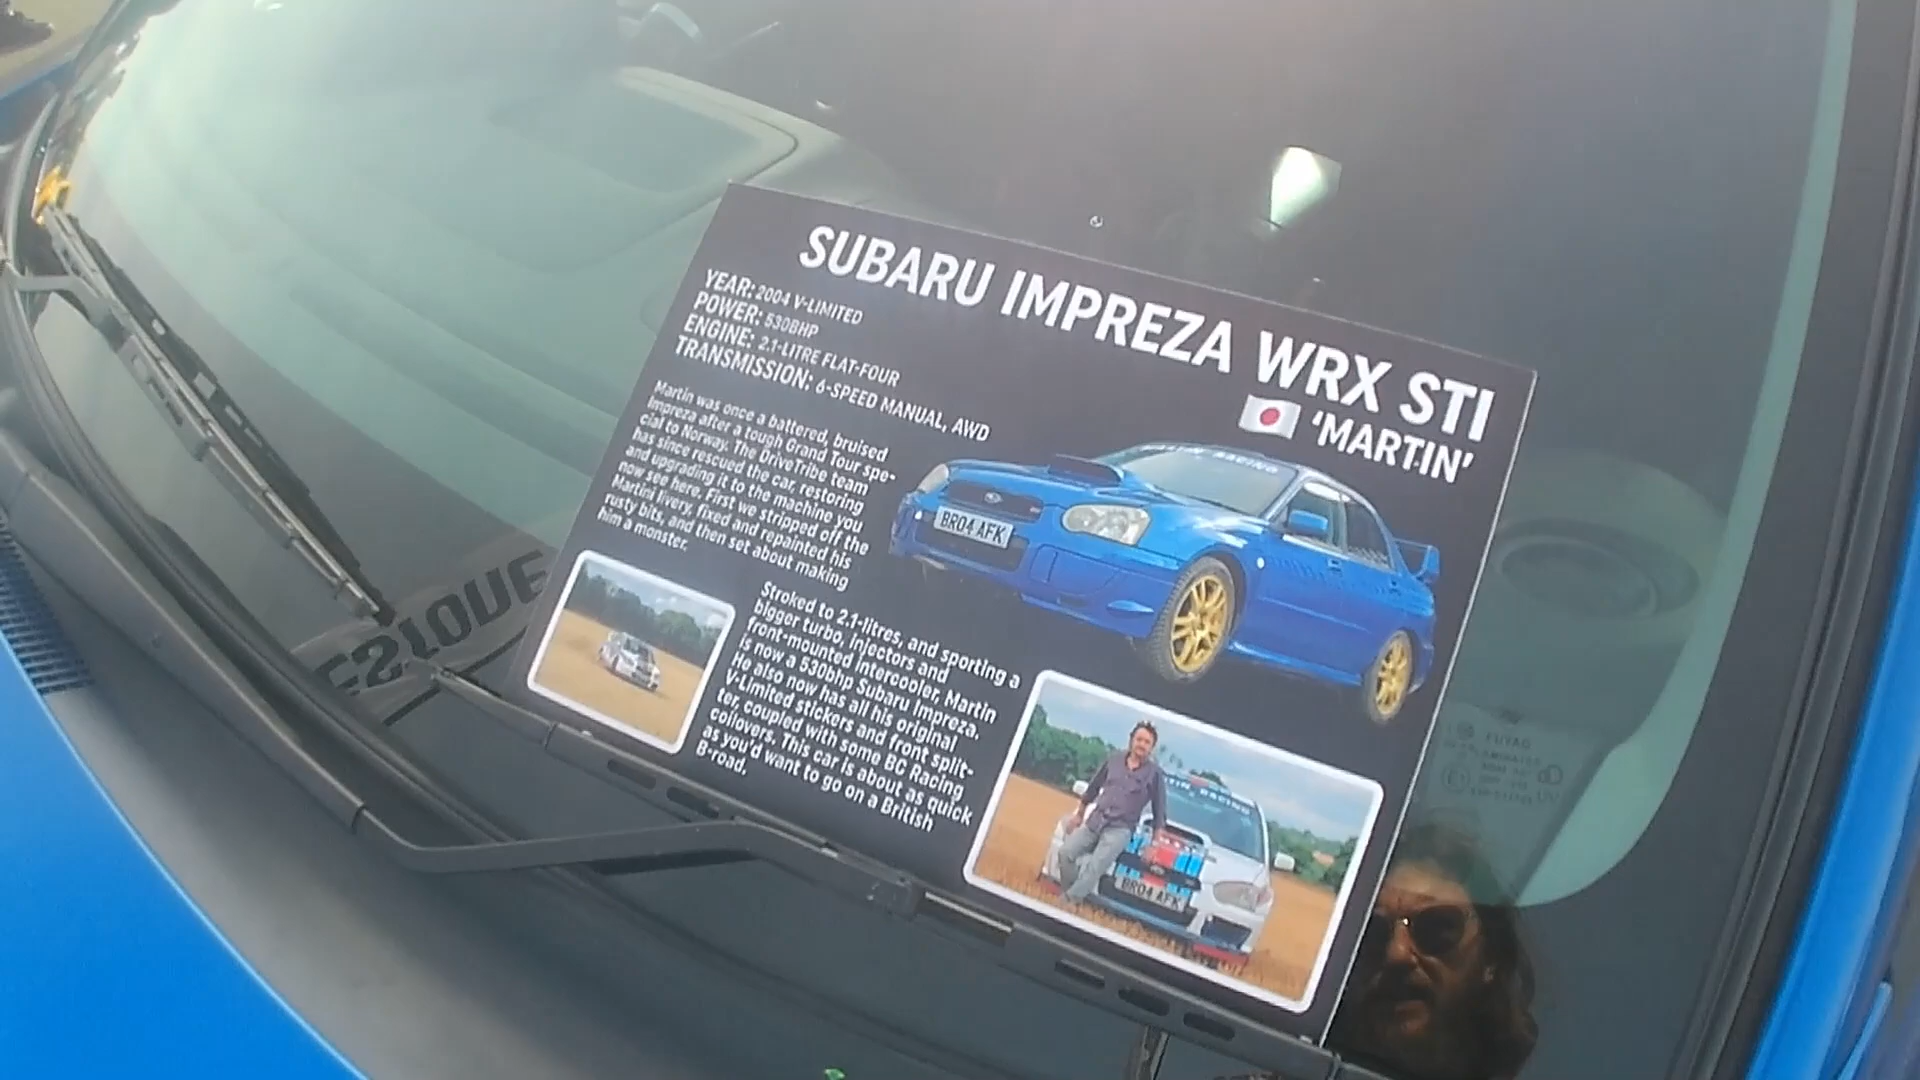 SUBARU IMPREZA WRX STI
'MARTIN'
YEAR: 2004 V-LIMITED
POWER: 530BHP
ENGINE: 2.1-LITRE FLAT-FOUR
TRANSMISSION: 6-SPEED MANUAL, AWD
Martin was once a battered, bruised
Impreza after a tough Grand Tour spe-
cial to Norway. The DriveTribe team
has since rescued the car, restoring
and upgrading it to the machine you
now see here. First we stripped off the
Martini livery, fixed and repainted his
rusty bits, and then set about making
him a monster.
BR04 AFK
Stroked to 2.1-litres, and sporting a
bigger turbo, injectors and
front-mounted intercooler, Martin
is now a 530bhp Subaru Impreza.
He also now has all his original
V-Limited stickers and front split-
ter, coupled with some BC Racing
coilovers. This car is about as quick
as you'd want to go on a British
B-road.
BR04 AFK